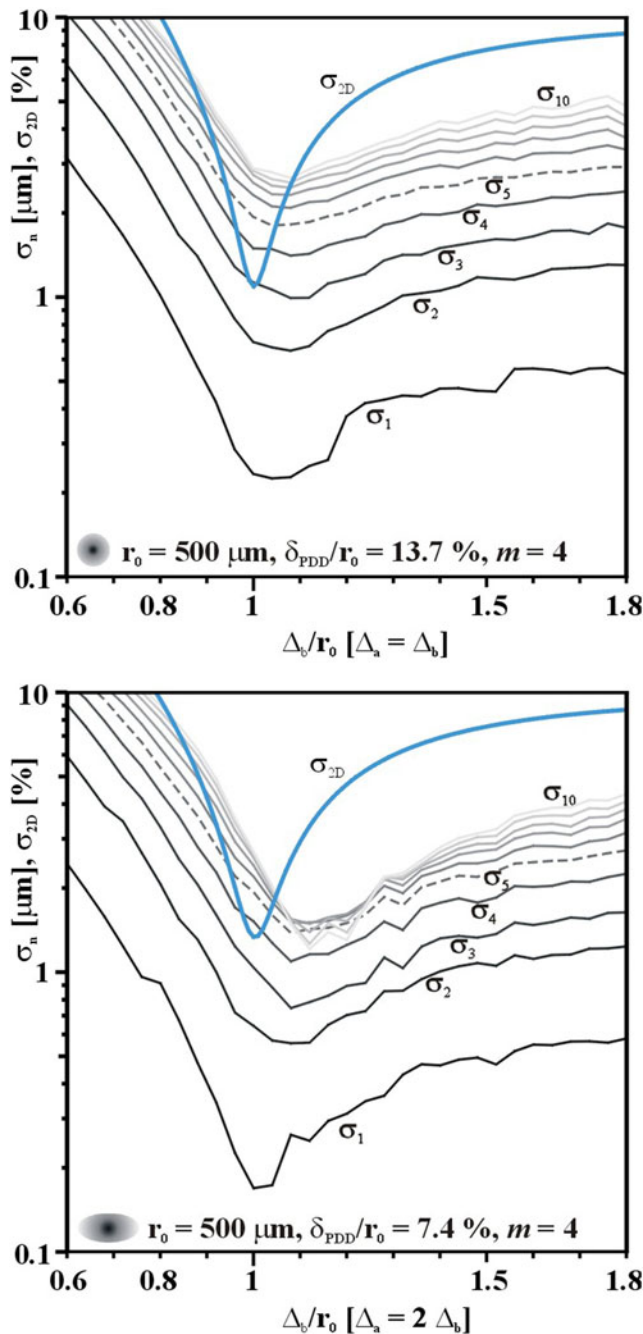 10
σ2D
σ10
σ5
σ4
σ3
σ2
σ1
1
0.1
σn [μm], σ2D [%]
r0 = 500 μm, δPDD/r0 = 13.7 %, m = 4
0.6 0.8 1 1.5 1.8
Δb/r0 [Δa = Δb]
10
σ2D
σ10
σ5
σ4
σ3
σ2
σ1
1
0.1
σn [μm], σ2D [%]
r0 = 500 μm, δPDD/r0 = 7.4 %, m = 4
0.6 0.8 1 1.5 1.8
Δb/r0 [Δa = 2 Δb]